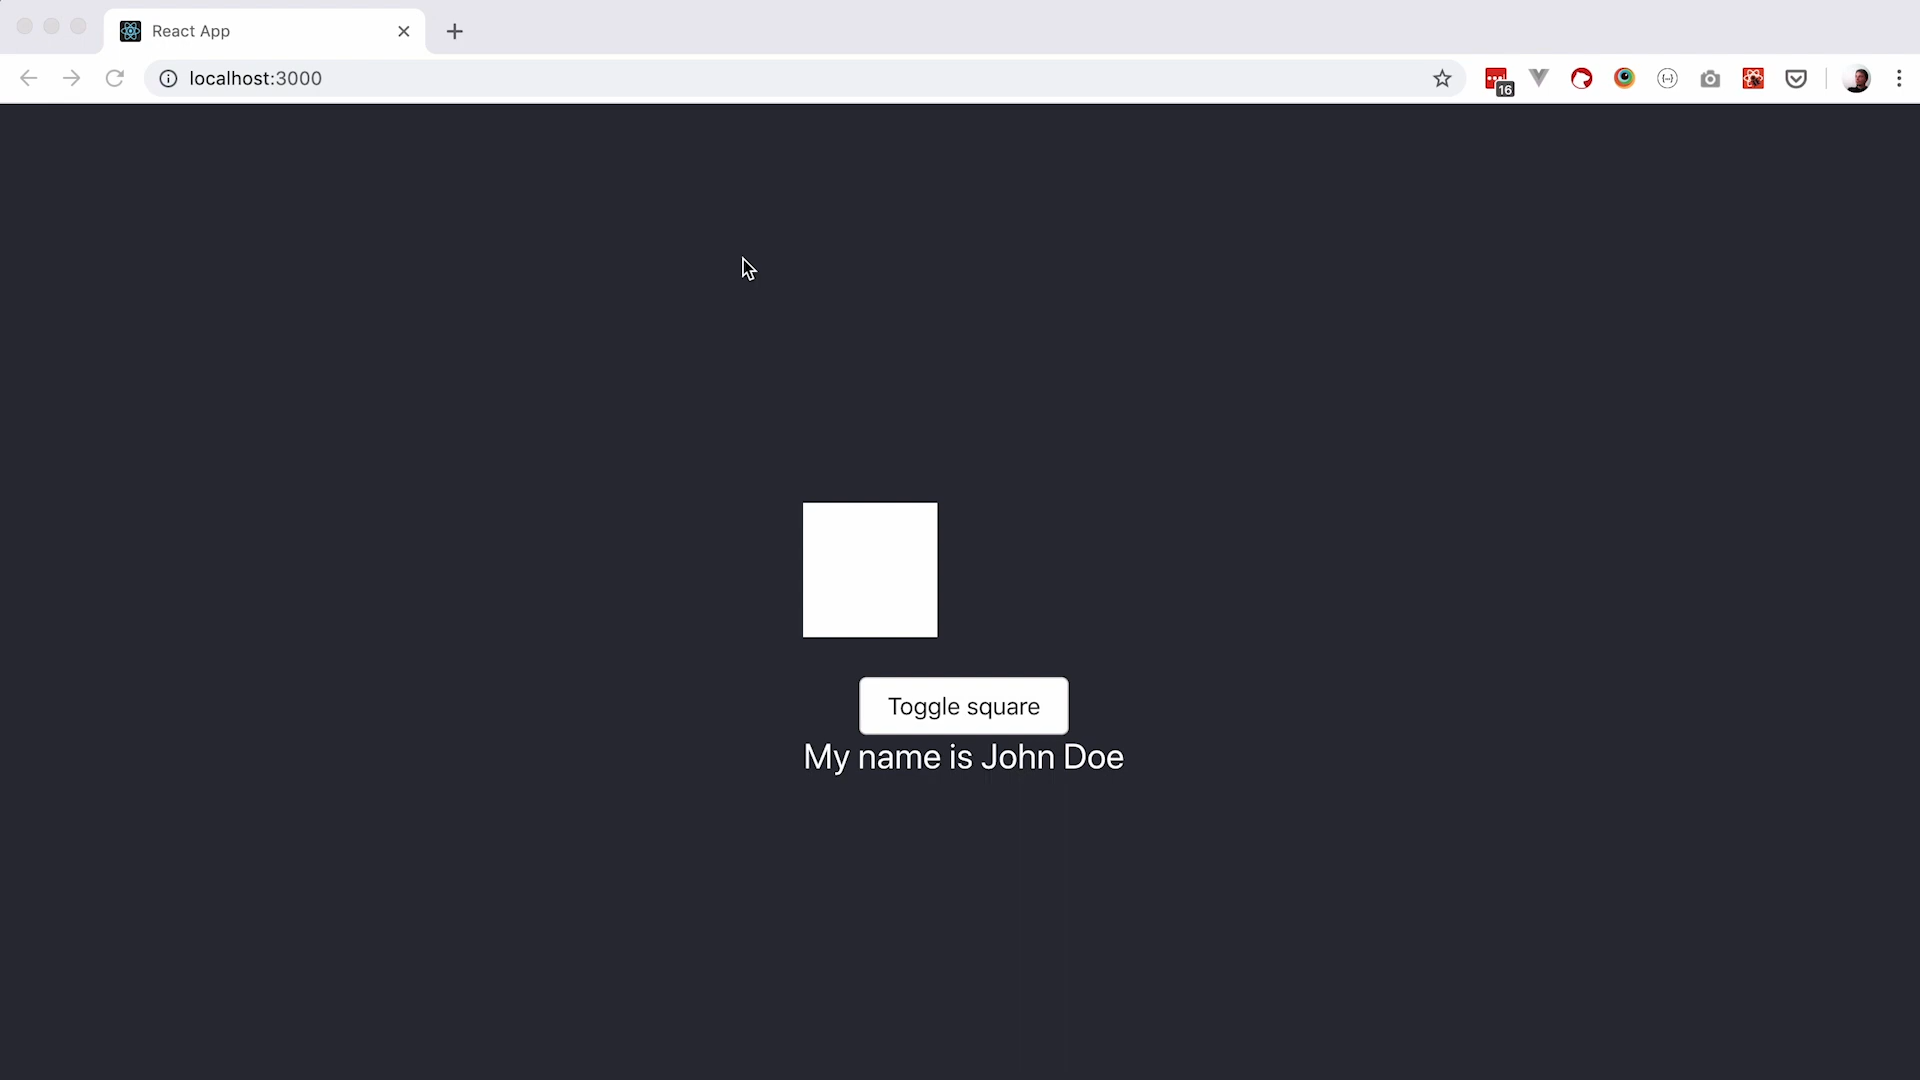 React App
localhost:3000
16
Toggle square
My name is John Doe